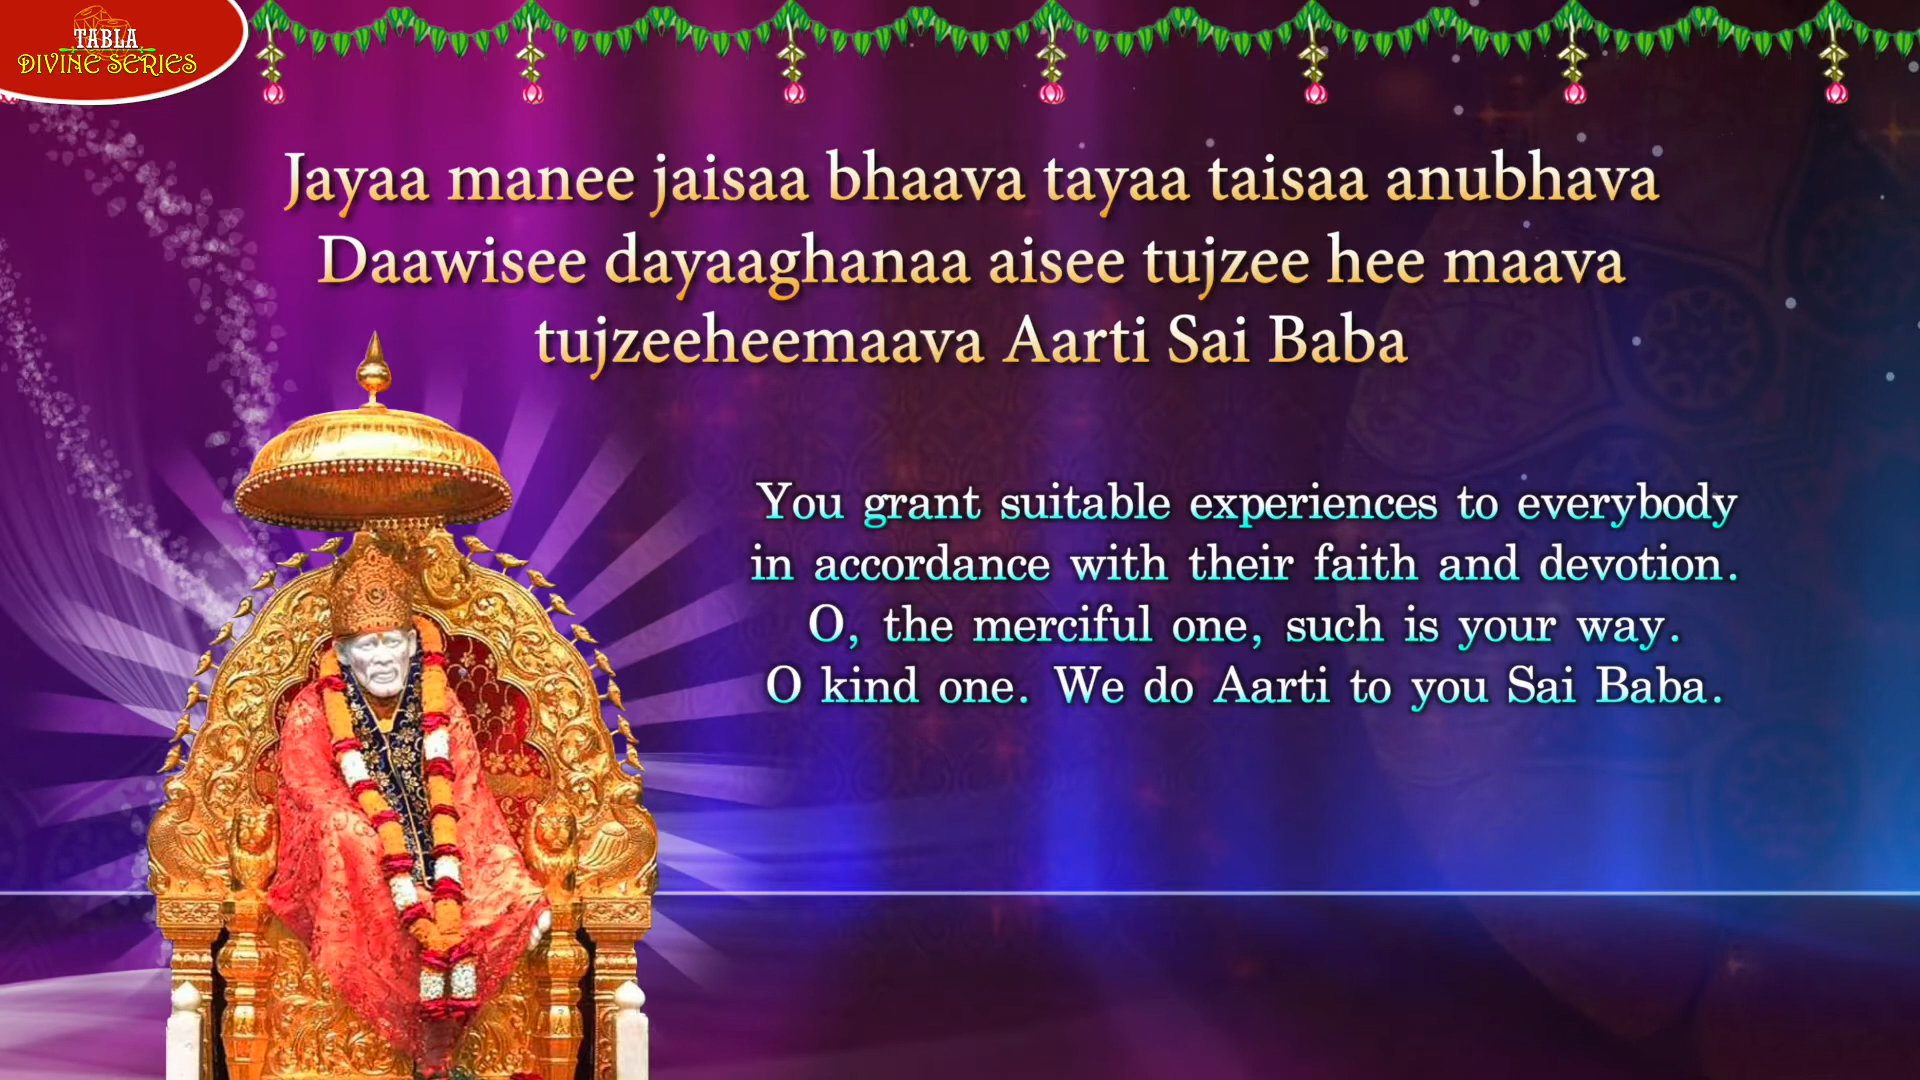 TABLA
DIVINE SERIES
Jayaa manee jaisaa bhaava tayaa taisaa anubhava
Daawisee dayaaghanaa aisee tujzee hee maava
tujzeeheemaava Aarti Sai Baba
You grant suitable experiences to everybody
in accordance with their faith and devotion.
O, the merciful one, such is your way.
O kind one. We do Aarti to you Sai Baba.